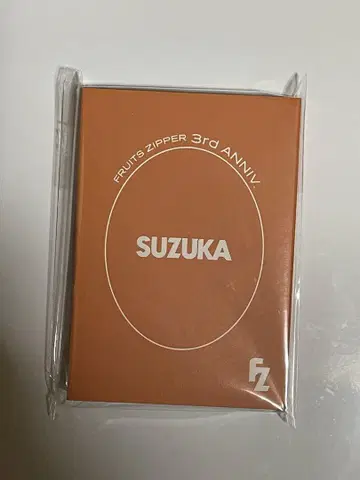 FRUITS ZIPPER 3rd ANNIV.
SUZUKA
FZ